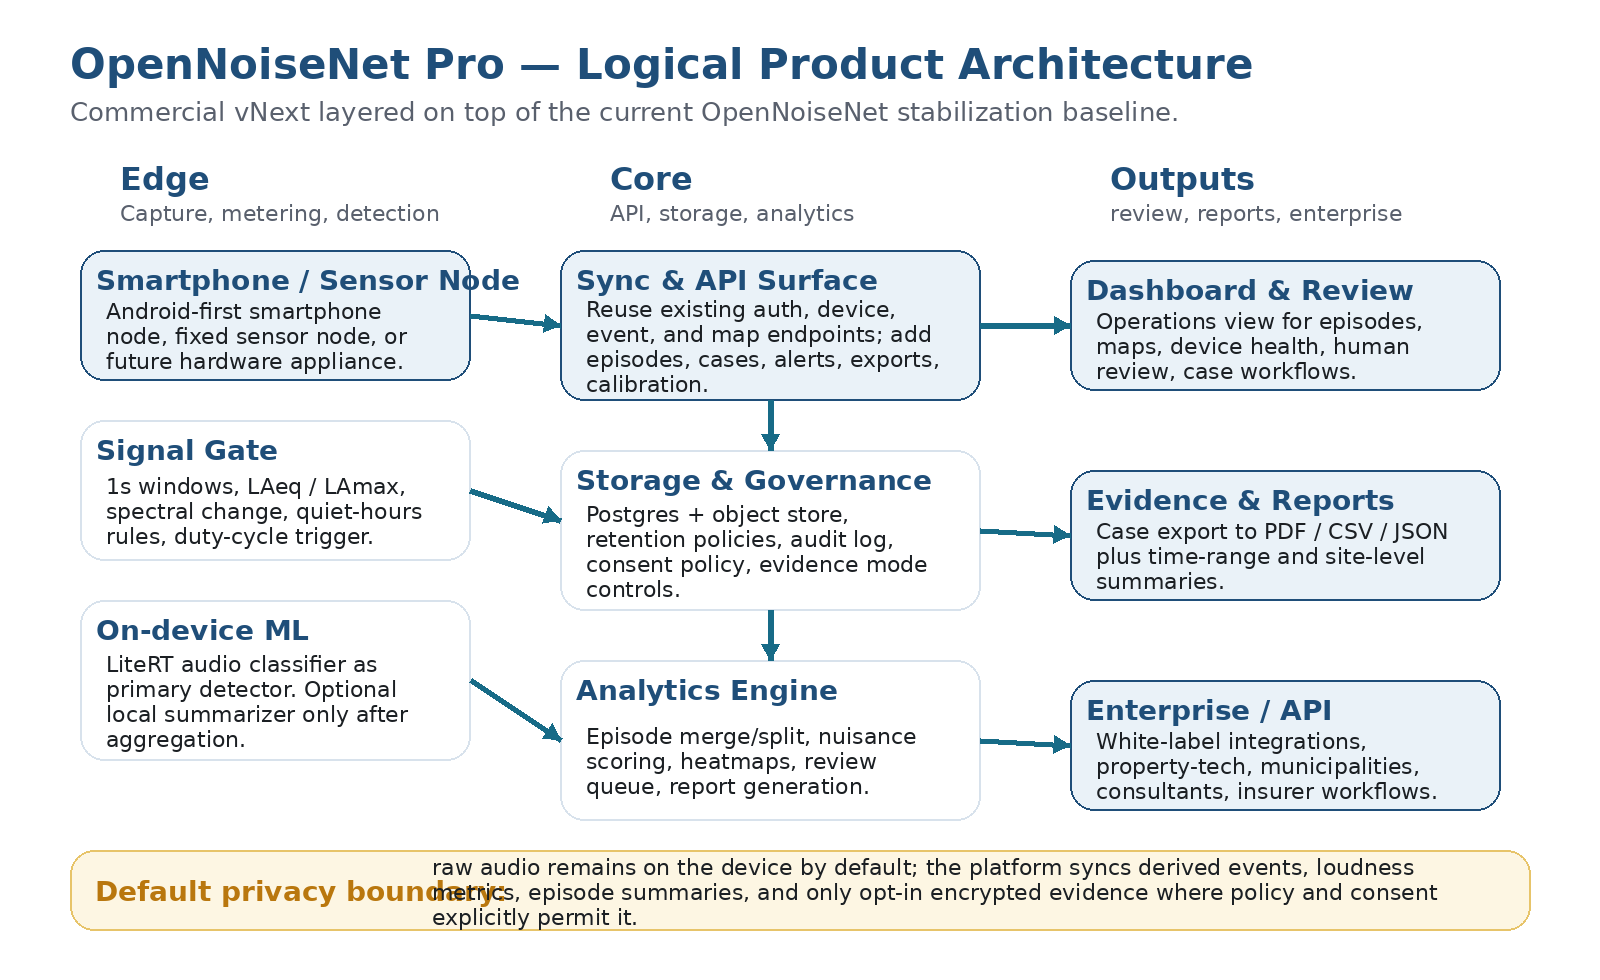 OpenNoiseNet Pro — Logical Product Architecture
Commercial vNext layered on top of the current OpenNoiseNet stabilization baseline.
Edge
Capture, metering, detection
Core
API, storage, analytics
Outputs
review, reports, enterprise
Smartphone / Sensor Node
Android-first smartphone
node, fixed sensor node, or
future hardware appliance.
Sync & API Surface
Reuse existing auth, device,
event, and map endpoints; add
episodes, cases, alerts, exports,
calibration.
Dashboard & Review
Operations view for episodes,
maps, device health, human
review, case workflows.
Signal Gate
1s windows, LAeq / LAmax,
spectral change, quiet-hours
rules, duty-cycle trigger.
Storage & Governance
Postgres + object store,
retention policies, audit log,
consent policy, evidence mode
controls.
Evidence & Reports
Case export to PDF / CSV / JSON
plus time-range and site-level
summaries.
On-device ML
LiteRT audio classifier as
primary detector. Optional
local summarizer only after
aggregation.
Analytics Engine
Episode merge/split, nuisance
scoring, heatmaps, review
queue, report generation.
Enterprise / API
White-label integrations,
property-tech, municipalities,
consultants, insurer workflows.
Default privacy boundary:
raw audio remains on the device by default; the platform syncs derived events, loudness
metrics, episode summaries, and only opt-in encrypted evidence where policy and consent
explicitly permit it.